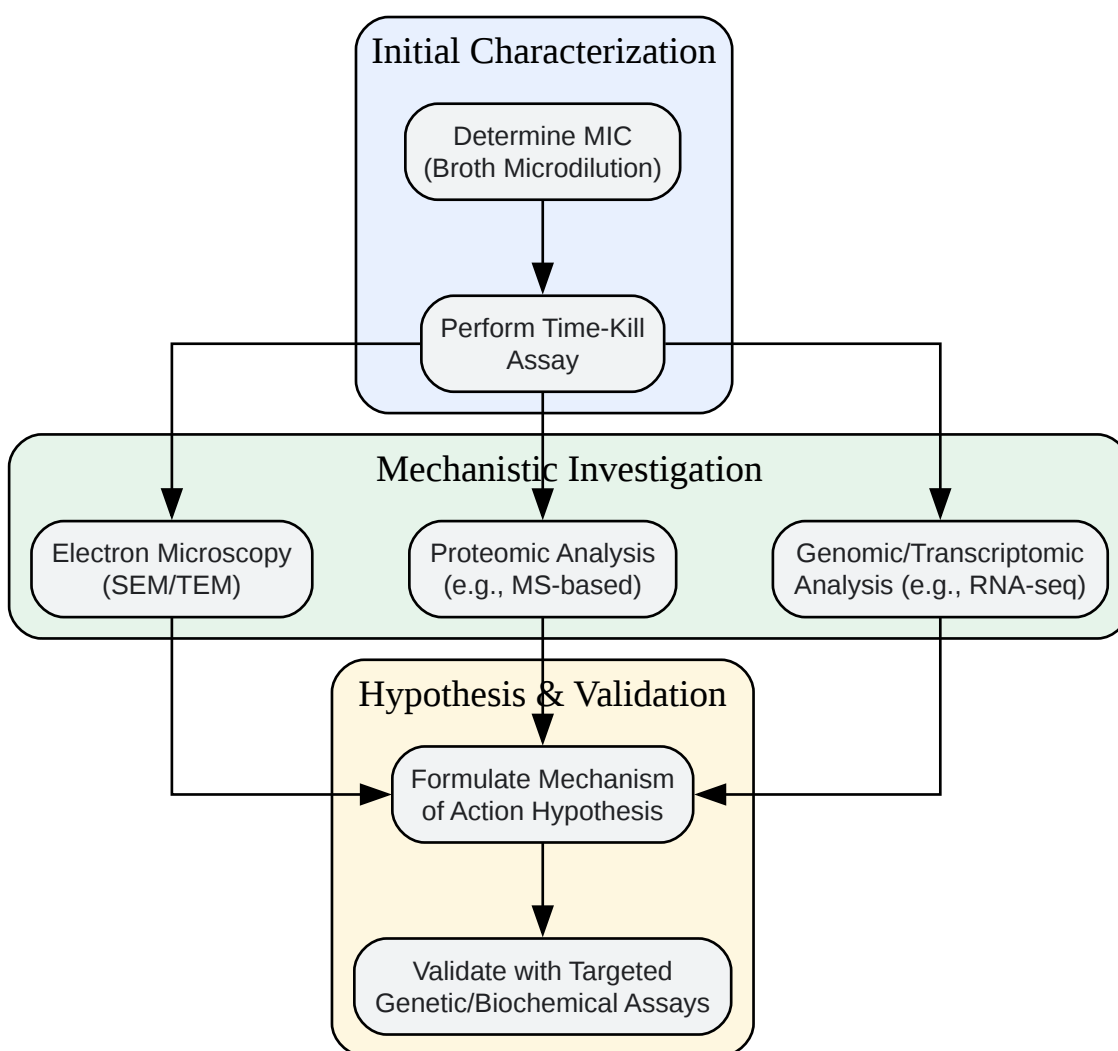 Initial Characterization
Determine MIC
(Broth Microdilution)
Perform Time-Kill
Assay
Mechanistic Investigation
Electron Microscopy
(SEM/TEM)
Proteomic Analysis
(e.g., MS-based)
Genomic/Transcriptomic
Analysis (e.g., RNA-seq)
Hypothesis & Validation
Formulate Mechanism
of Action Hypothesis
Validate with Targeted
Genetic/Biochemical Assays